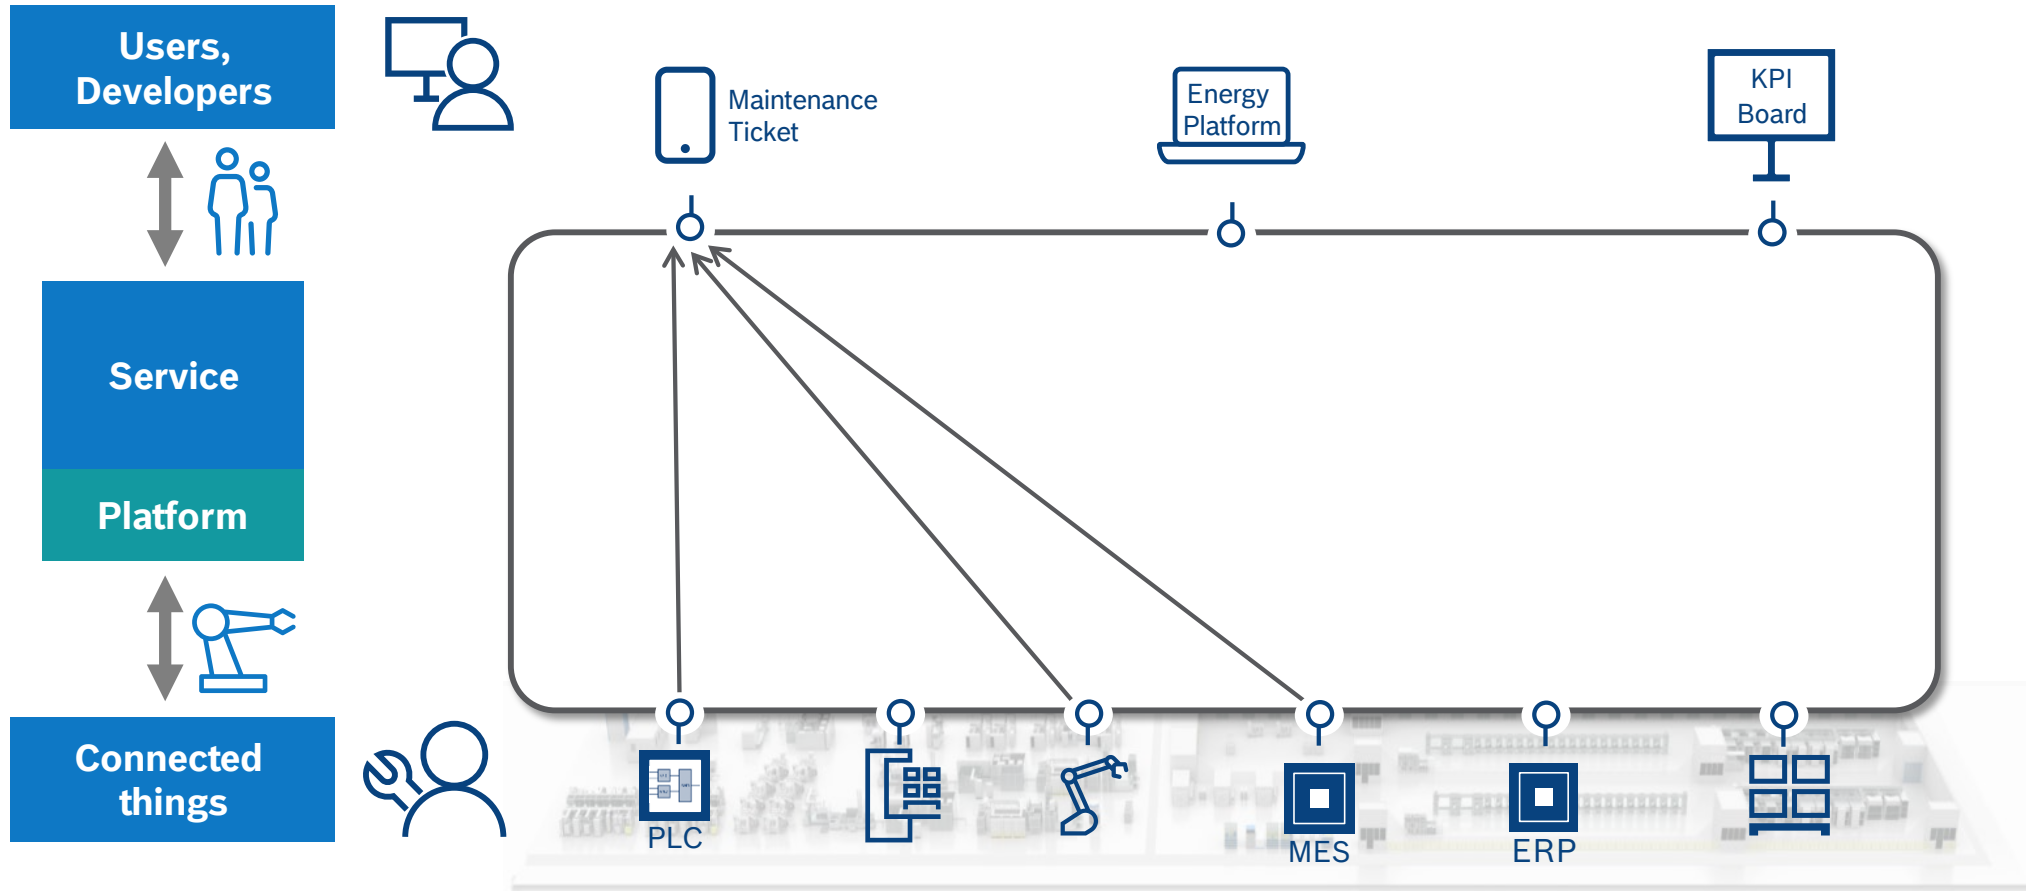 Users,
Developers
Service
Platform
Connected
things
Maintenance
Ticket
Energy
Platform
KPI
Board
PLC
MES
ERP